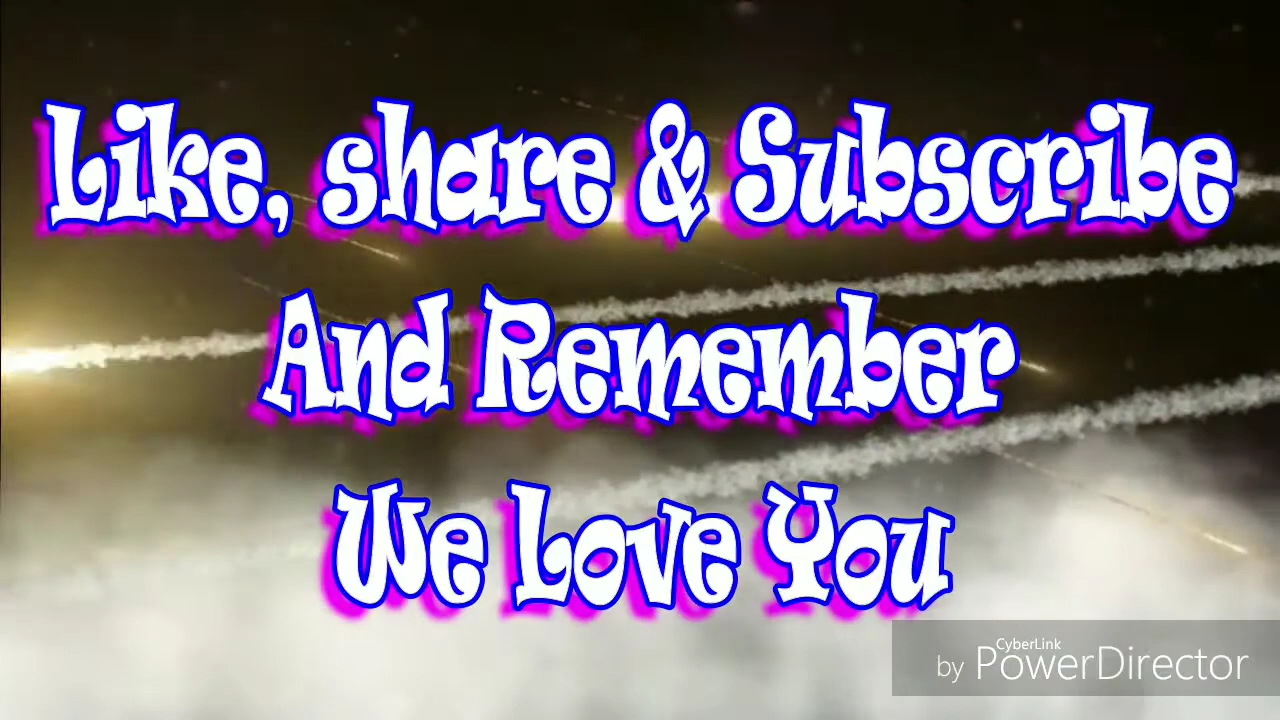 Like, share & Subscribe
And Remember
We Love You
CyberLink
by PowerDirector